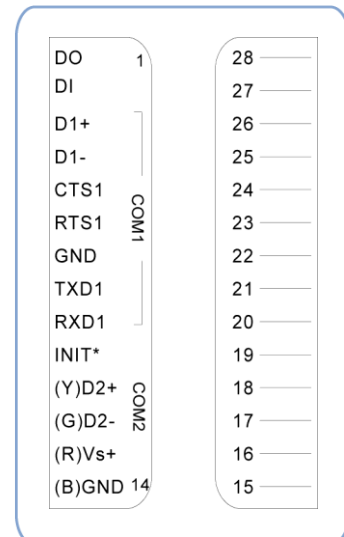 DO 1
DI
D1+
D1-
CTS1
RTS1
GND
TXD1
RXD1
COM1
INIT*
(Y)D2+
(G)D2-
COM2
(R)Vs+
(B)GND 14
28
27
26
25
24
23
22
21
20
19
18
17
16
15